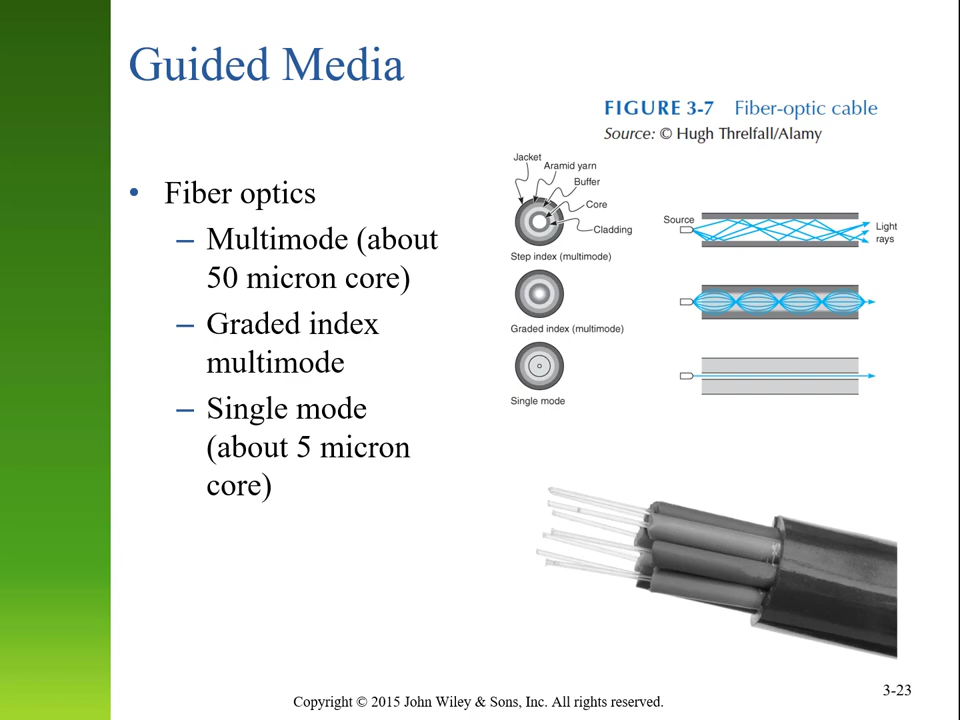 Guided Media
FIGURE 3-7 Fiber-optic cable
Source: © Hugh Threlfall/Alamy
• Fiber optics
– Multimode (about
50 micron core)
– Graded index
multimode
– Single mode
(about 5 micron
core)
Jacket
Aramid yarn
Buffer
Core
Cladding
Step index (multimode)
Source
Light
rays
Graded index (multimode)
Single mode
Copyright © 2015 John Wiley & Sons, Inc. All rights reserved.
3-23